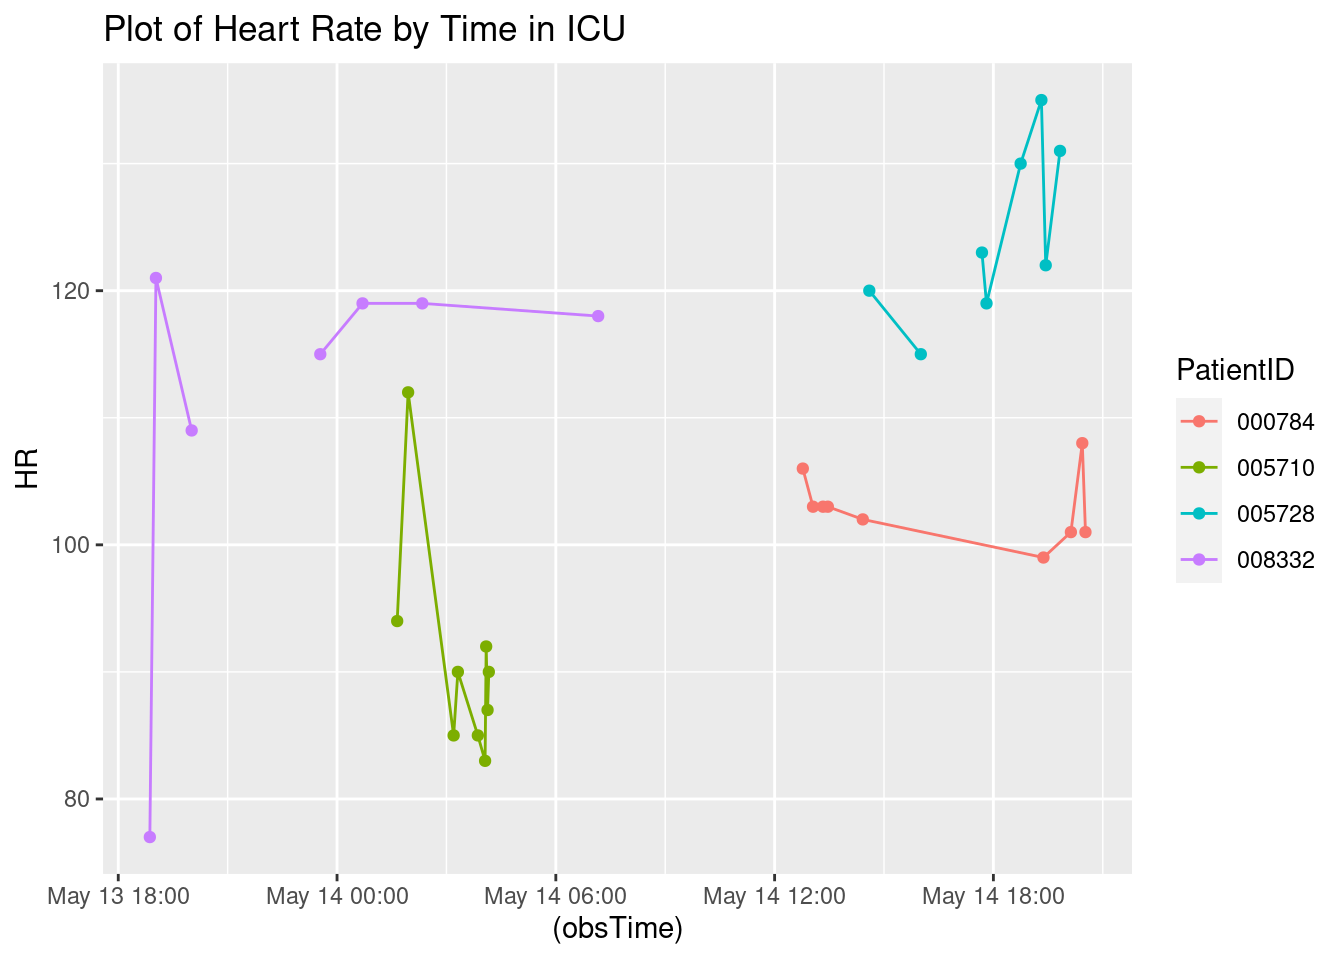 Plot of Heart Rate by Time in ICU
HR
120
100
80
May 13 18:00
May 14 00:00
May 14 06:00
May 14 12:00
May 14 18:00
(obsTime)
PatientID
000784
005710
005728
008332